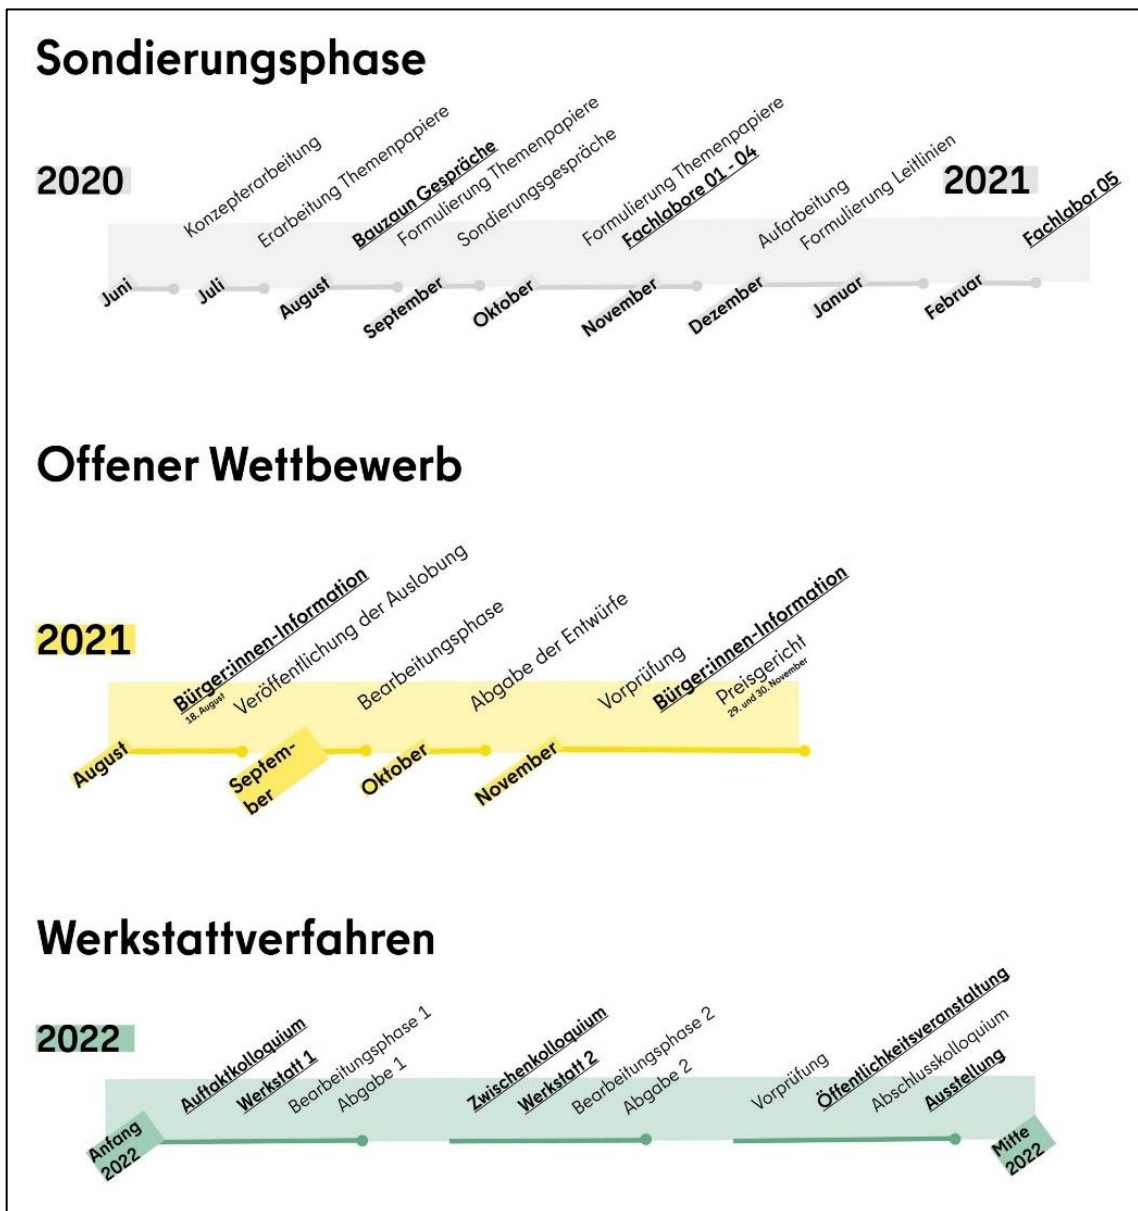 Sondierungsphase
2020
2021
Konzepterarbeitung
Erarbeitung Themenpapiere
Bauzaun Gespräche
Formulierung Themenpapiere
Sondierungsgespräche
Formulierung Themenpapiere
Fachlabore 01 - 04
Aufarbeitung
Formulierung Leitlinien
Fachlabor 05
Juni
Juli
August
September
Oktober
November
Dezember
Januar
Februar
Offener Wettbewerb
2021
Bürger:innen-Information
18. August
Veröffentlichung der Auslobung
Bearbeitungsphase
Abgabe der Entwürfe
Vorprüfung
Bürger:innen-Information
Preisgericht
29. und 30. November
August
Septem-
ber
Oktober
November
Werkstattverfahren
2022
Auftaktkolloquium
Werkstatt 1
Bearbeitungsphase 1
Abgabe 1
Zwischenkolloquium
Werkstatt 2
Bearbeitungsphase 2
Abgabe 2
Vorprüfung
Öffentlichkeitsveranstaltung
Abschlusskolloquium
Ausstellung
Anfang
2022
Mitte
2022